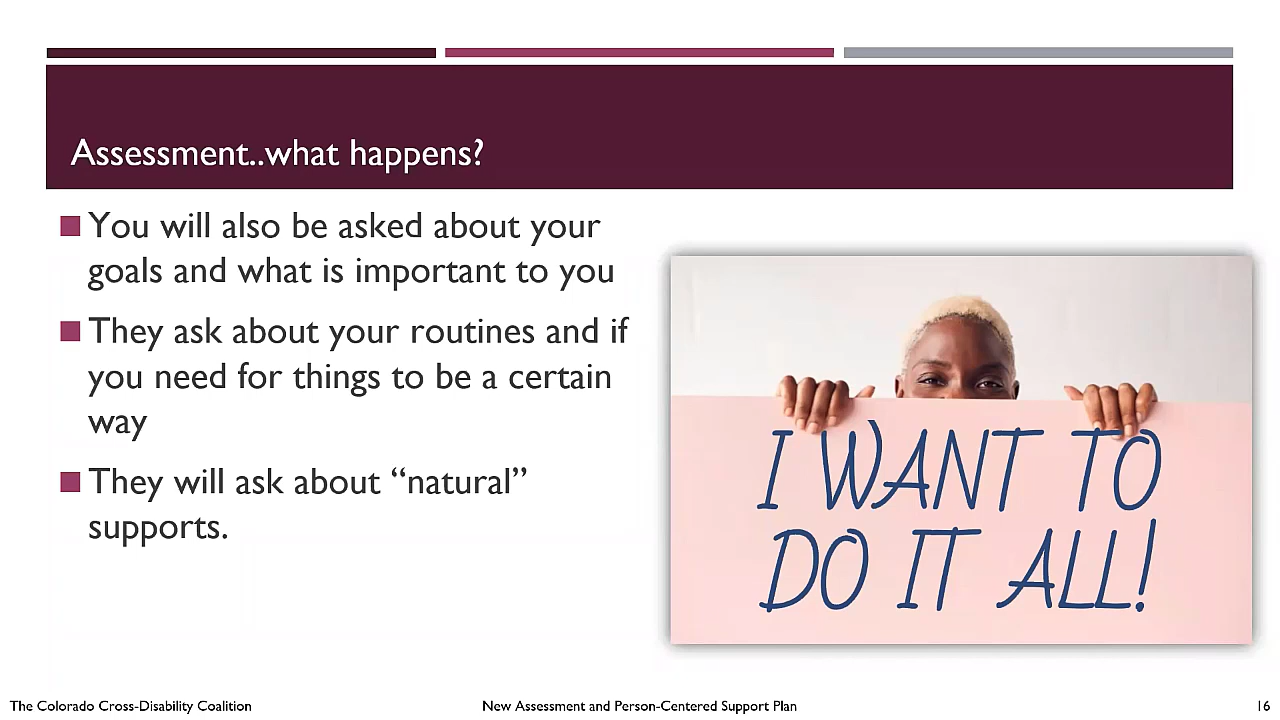 Assessment..what happens?
You will also be asked about your
goals and what is important to you
They ask about your routines and if
you need for things to be a certain
way
They will ask about “natural”
supports.
I WANT TO
DO IT ALL!
The Colorado Cross-Disability Coalition
New Assessment and Person-Centered Support Plan
16